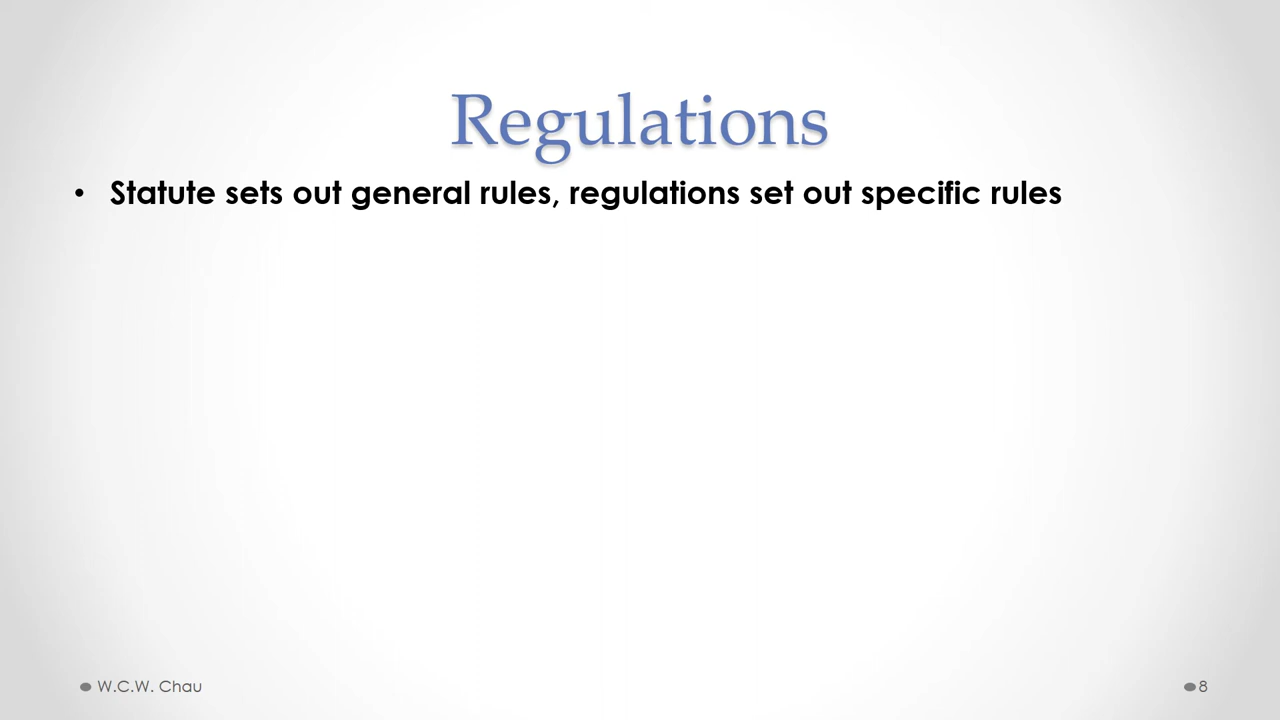 Regulations
• Statute sets out general rules, regulations set out specific rules
W.C.W. Chau
8